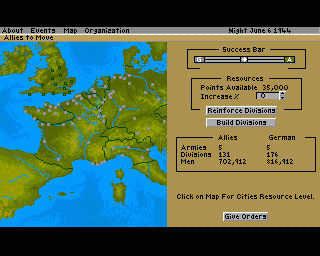 About Events Map Organization Night June 6 1944
Allies to Move
Success Bar
G A
Resources
Points Available 35,000
Increase % 0
Reinforce Divisions
Build Divisions
Allies German
Armies 5 5
Divisions 131 176
Men 702,912 816,912
Click on Map For Cities Resource Level.
Give Orders